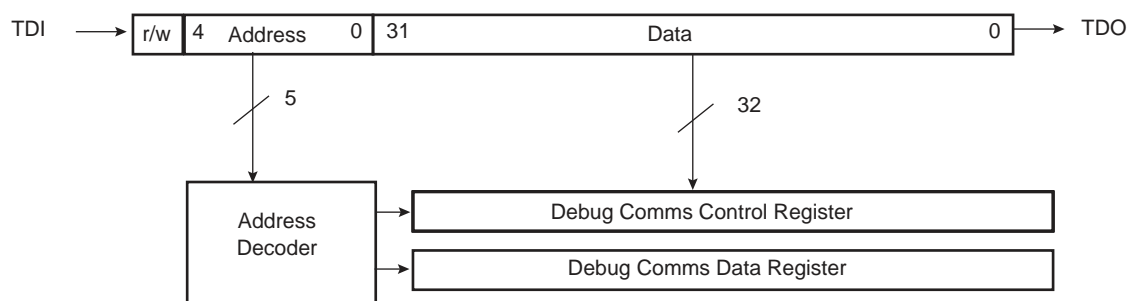 TDI r/w 4 Address 0 31 Data 0 TDO
5
32
Address
Decoder
Debug Comms Control Register
Debug Comms Data Register